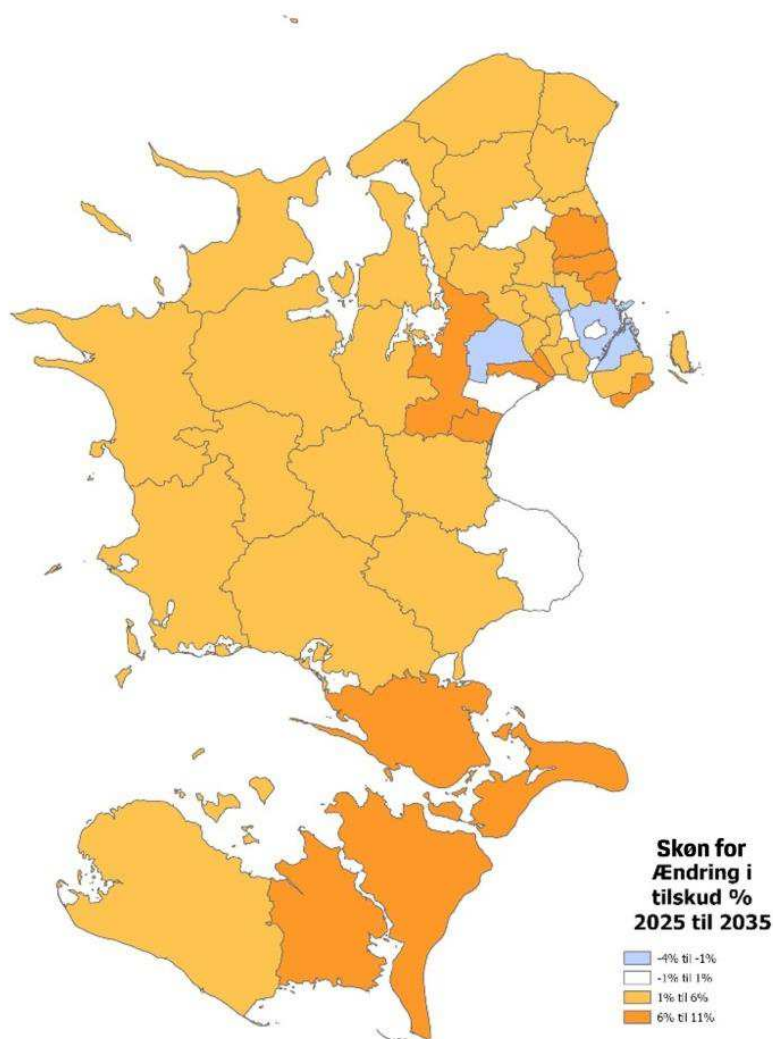 Skøn for
Ændring i
tilskud %
2025 til 2035
-4% til -1%
-1% til 1%
1% til 6%
6% til 11%